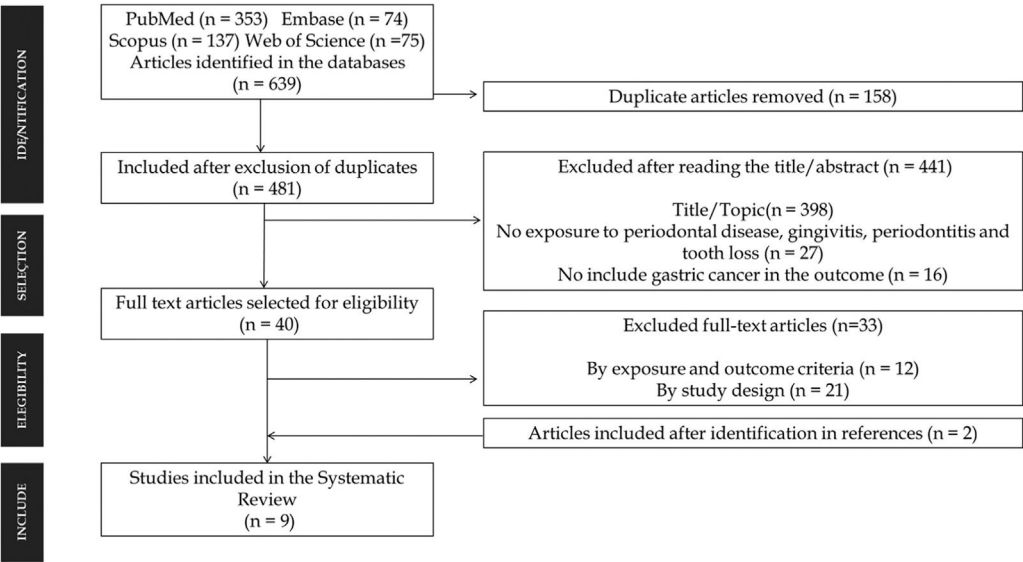 IDENTIFICATION
PubMed (n = 353) Embase (n = 74)
Scopus (n = 137) Web of Science (n =75)
Articles identified in the databases
(n = 639)
Duplicate articles removed (n = 158)
Included after exclusion of duplicates
(n = 481)
Excluded after reading the title/abstract (n = 441)
Title/Topic(n = 398)
No exposure to periodontal disease, gingivitis, periodontitis and
tooth loss (n = 27)
No include gastric cancer in the outcome (n = 16)
SELECTION
Full text articles selected for eligibility
(n = 40)
Excluded full-text articles (n=33)
By exposure and outcome criteria (n = 12)
By study design (n = 21)
ELEGIBILITY
Articles included after identification in references (n = 2)
INCLUDE
Studies included in the Systematic
Review
(n = 9)